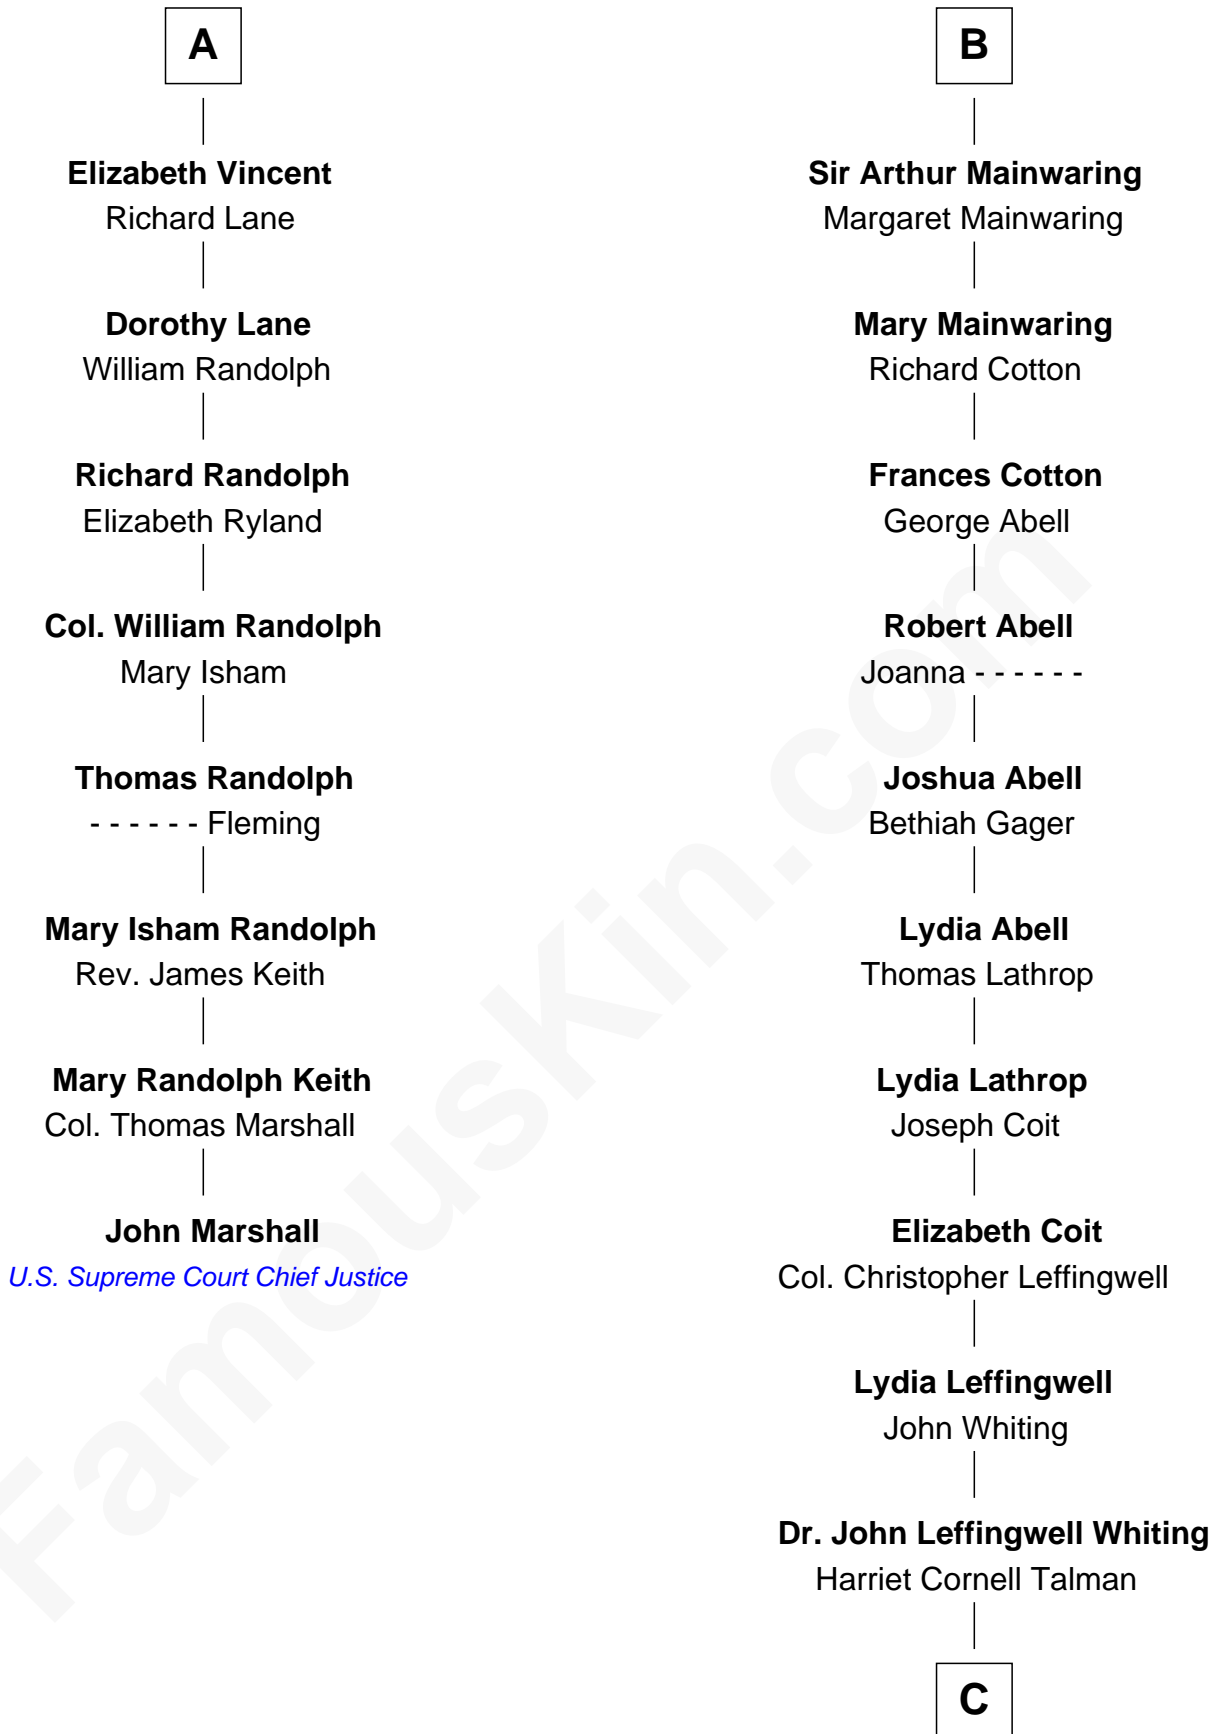 A
Elizabeth Vincent
Richard Lane
Dorothy Lane
William Randolph
Richard Randolph
Elizabeth Ryland
Col. William Randolph
Mary Isham
Thomas Randolph
- - - - - - Fleming
Mary Isham Randolph
Rev. James Keith
Mary Randolph Keith
Col. Thomas Marshall
John Marshall
U.S. Supreme Court Chief Justice
B
Sir Arthur Mainwaring
Margaret Mainwaring
Mary Mainwaring
Richard Cotton
Frances Cotton
George Abell
Robert Abell
Joanna - - - - - -
Joshua Abell
Bethiah Gager
Lydia Abell
Thomas Lathrop
Lydia Lathrop
Joseph Coit
Elizabeth Coit
Col. Christopher Leffingwell
Lydia Leffingwell
John Whiting
Dr. John Leffingwell Whiting
Harriet Cornell Talman
C
FamousKin.com